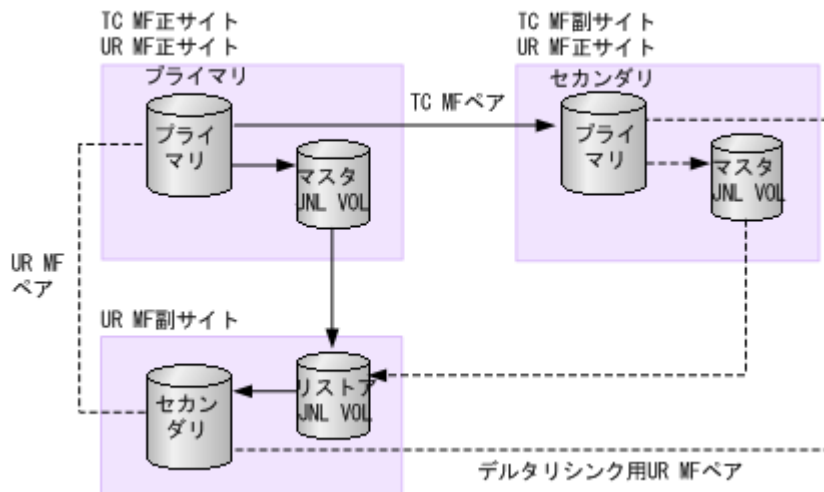 TC MF正サイト
UR MF正サイト
プライマリ
プライ
マリ
マスタ
JNL VOL
TC MFペア
TC MF副サイト
UR MF正サイト
セカンダリ
プライ
マリ
マスタ
JNL VOL
UR MF
ペア
UR MF副サイト
セカン
ダリ
リストア
JNL VOL
デルタリシンク用UR MFペア